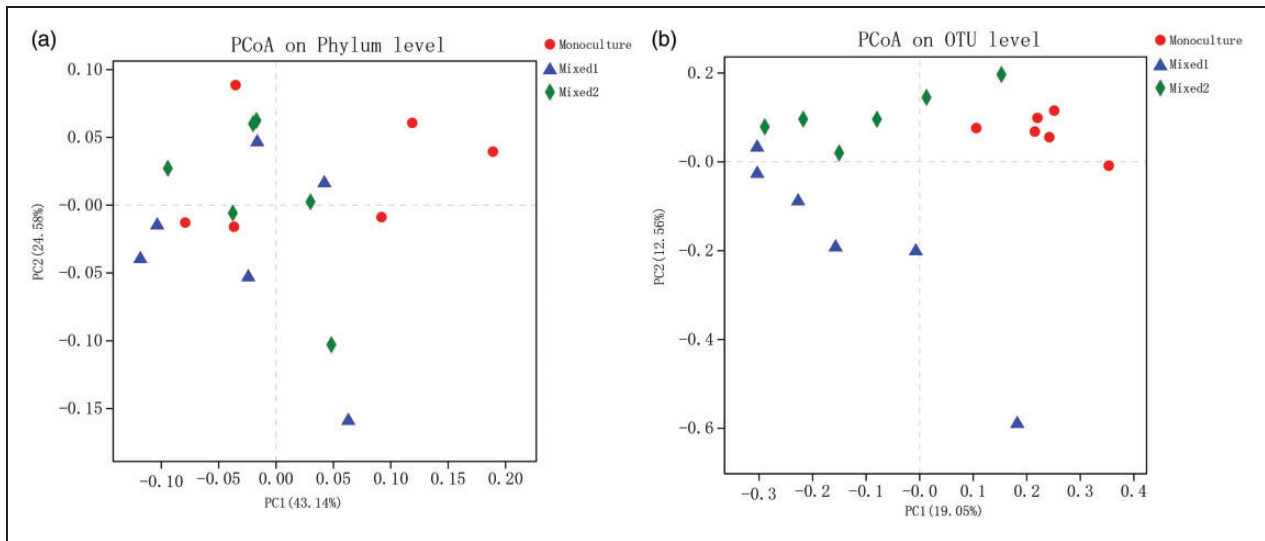 (a)
PCoA on Phylum level
Monoculture
Mixed1
Mixed2
0.10
0.05
-0.00
-0.05
-0.10
-0.15
PC2(24.58%)
-0.10
-0.05
0.00
0.05
0.10
0.15
0.20
PC1(43.14%)
(b)
PCoA on OTU level
Monoculture
Mixed1
Mixed2
0.2
-0.0
-0.2
-0.4
-0.6
PC2(12.56%)
-0.3
-0.2
-0.1
-0.0
0.1
0.2
0.3
0.4
PC1(19.05%)